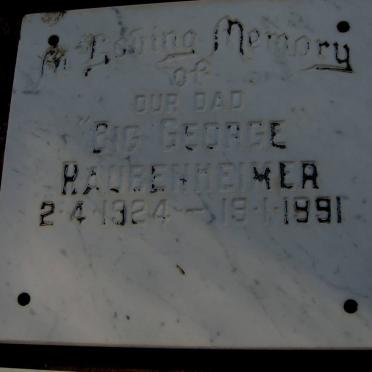 In Loving Memory
of
OUR DAD
"BIG GEORGE
RAUBENHEIMER
2·4·1924 — 19·1·1991